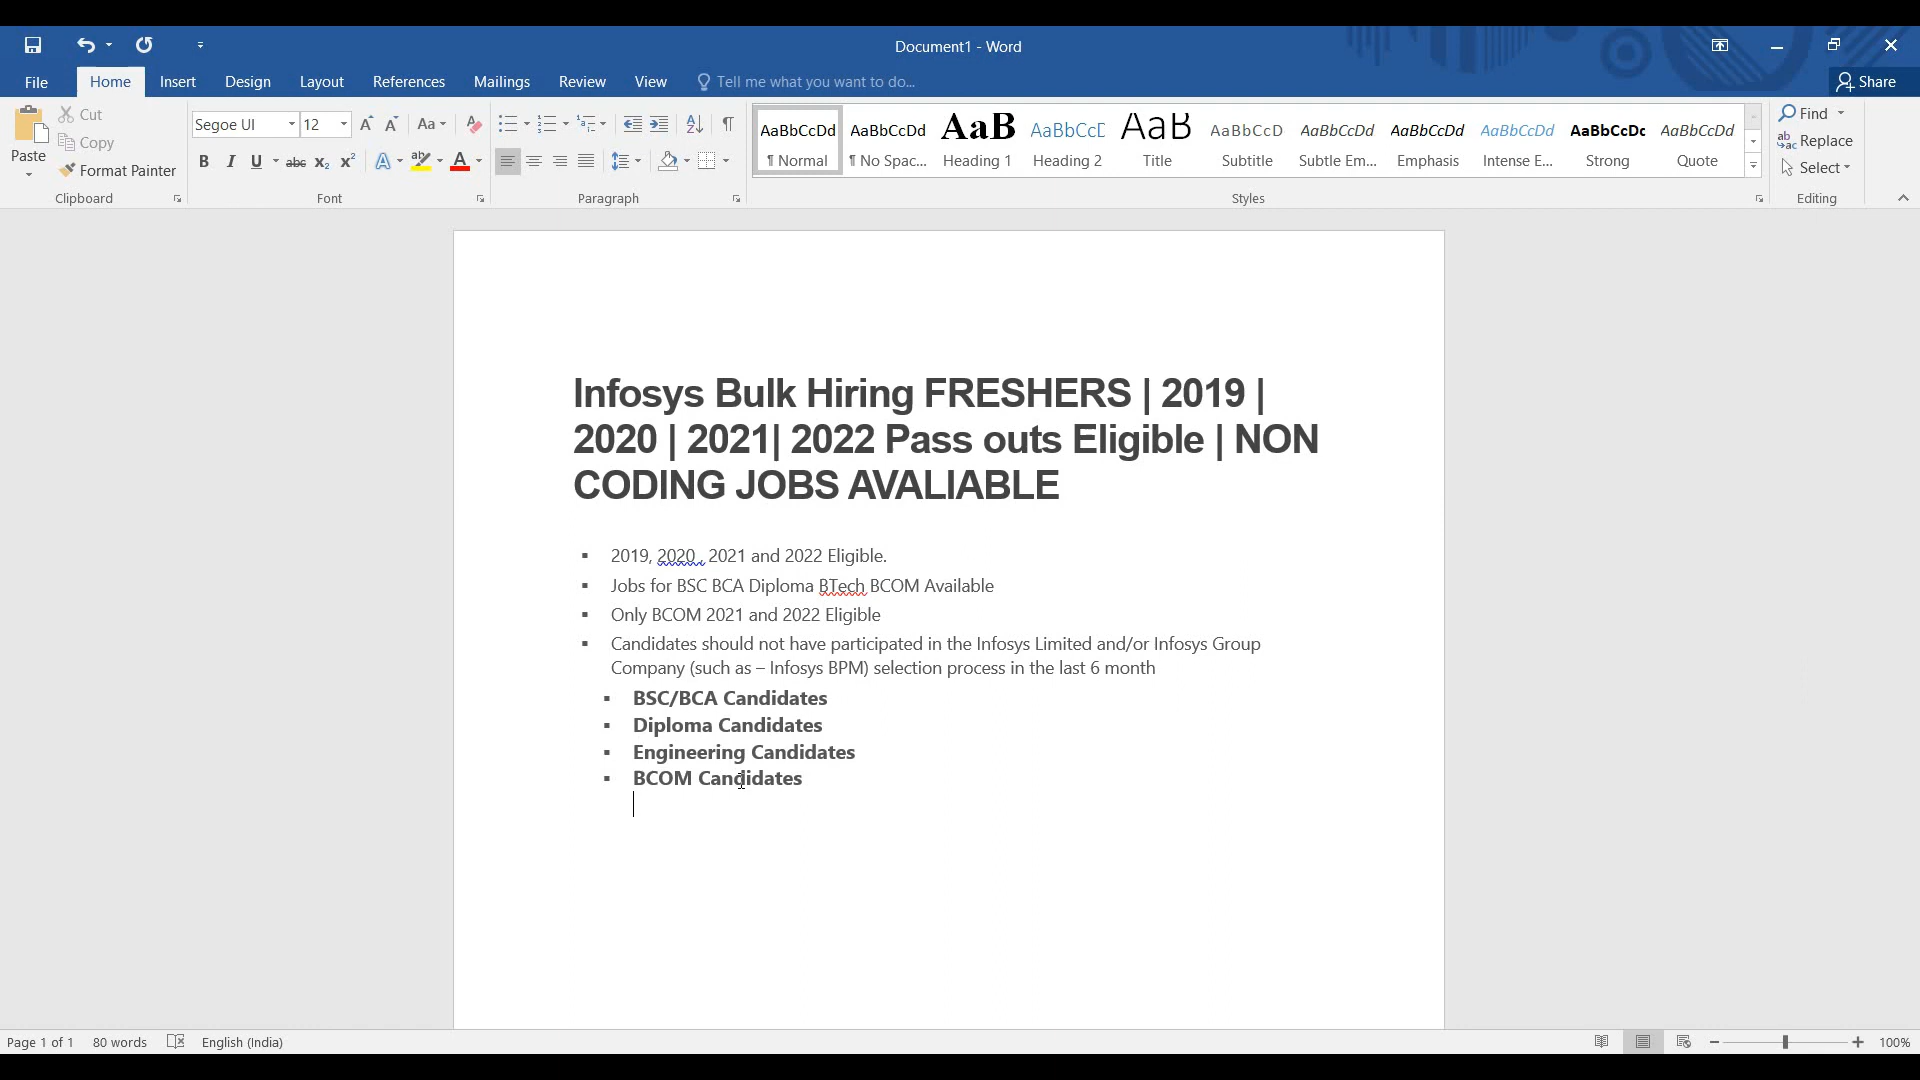 Document1 - Word
File Home Insert Design Layout References Mailings Review View Tell me what you want to do... Share
Paste Cut Copy Format Painter
Clipboard
Segoe UI 12 Aa
B I U abc X₂ X² A A
Font
Paragraph
AaBbCcDd AaBbCcDd AaB AaBbCcC AaB AaBbCcD AaBbCcDd AaBbCcDd AaBbCcDd AaBbCcDc AaBbCcDd
¶ Normal ¶ No Spac... Heading 1 Heading 2 Title Subtitle Subtle Em... Emphasis Intense E... Strong Quote
Styles
Find
Replace
Select
Editing
Infosys Bulk Hiring FRESHERS | 2019 |
2020 | 2021| 2022 Pass outs Eligible | NON
CODING JOBS AVALIABLE
▪ 2019, 2020 , 2021 and 2022 Eligible.
▪ Jobs for BSC BCA Diploma BTech BCOM Available
▪ Only BCOM 2021 and 2022 Eligible
▪ Candidates should not have participated in the Infosys Limited and/or Infosys Group
Company (such as – Infosys BPM) selection process in the last 6 month
▪ BSC/BCA Candidates
▪ Diploma Candidates
▪ Engineering Candidates
▪ BCOM Candidates
Page 1 of 1 80 words English (India) 100%